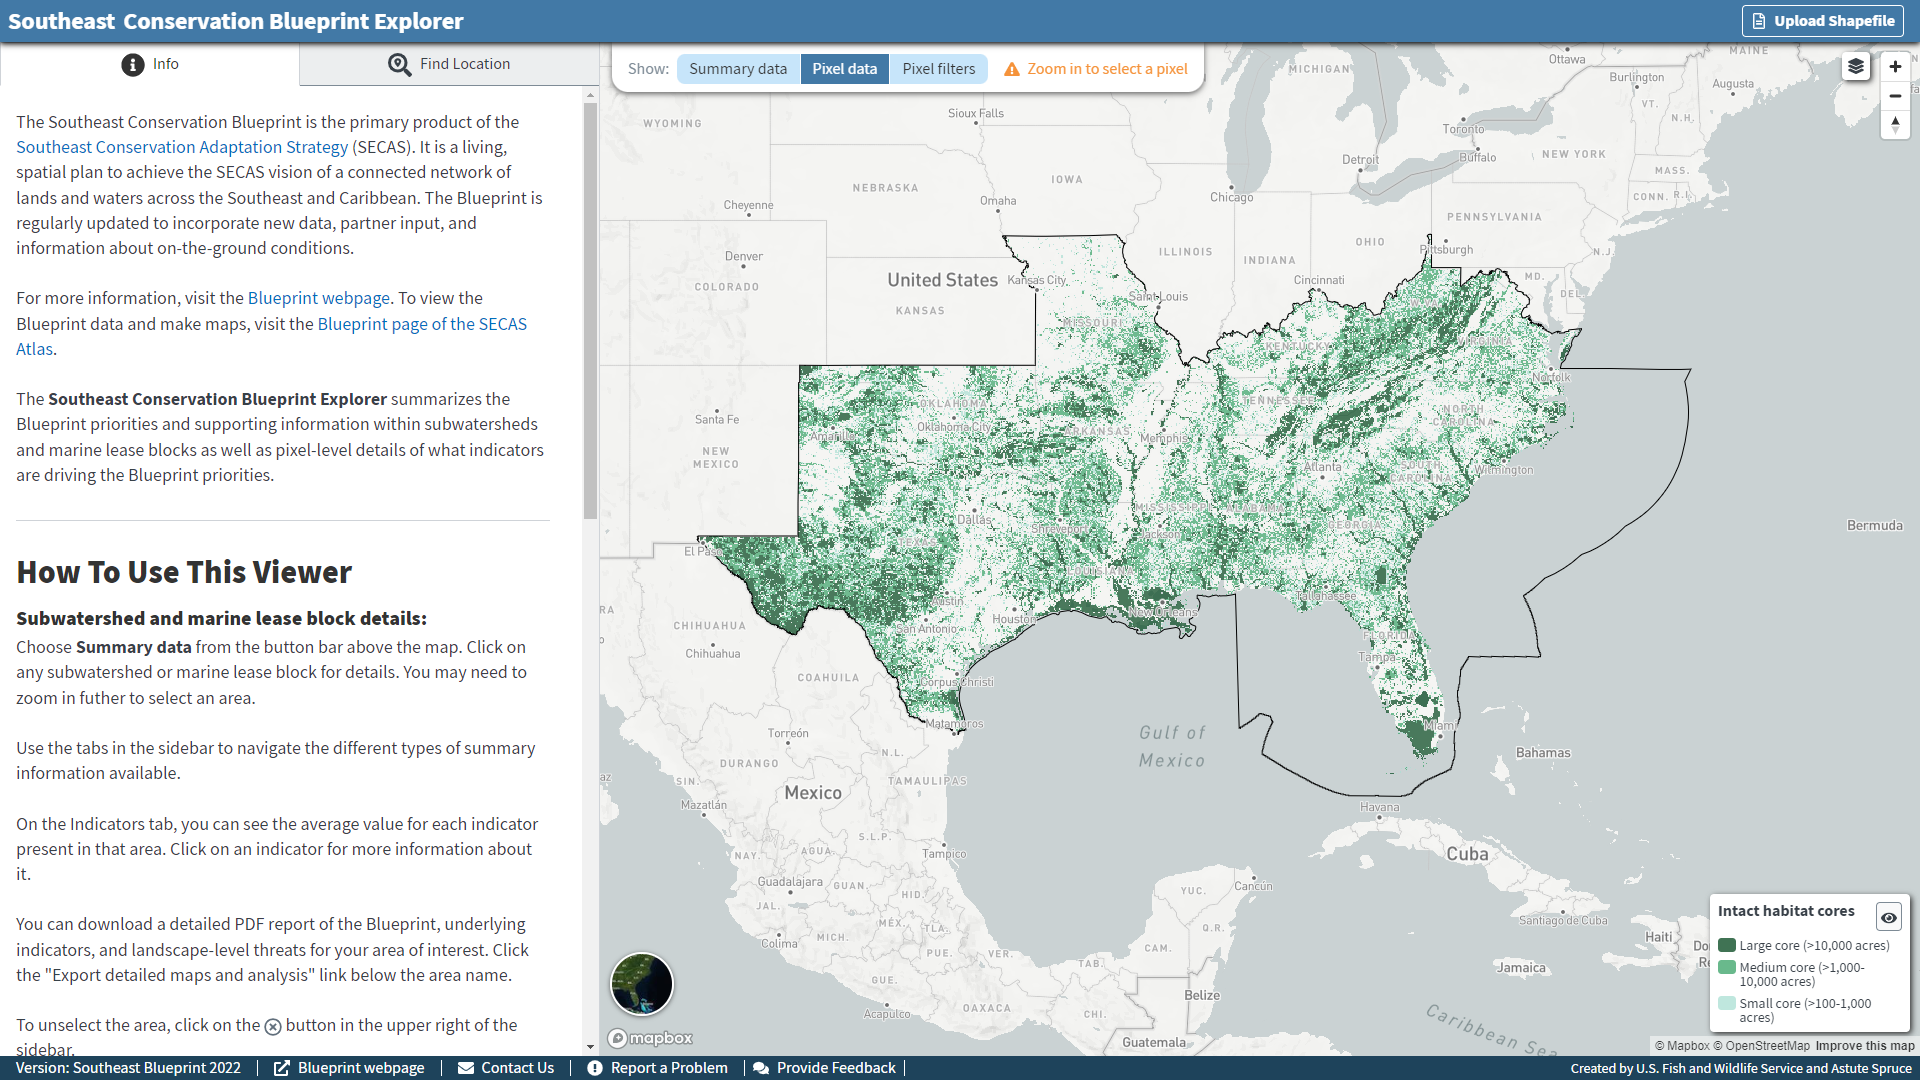 Southeast Conservation Blueprint Explorer
Upload Shapefile
Info
Find Location
Show:
Summary data
Pixel data
Pixel filters
Zoom in to select a pixel
The Southeast Conservation Blueprint is the primary product of the
Southeast Conservation Adaptation Strategy (SECAS). It is a living,
spatial plan to achieve the SECAS vision of a connected network of
lands and waters across the Southeast and Caribbean. The Blueprint is
regularly updated to incorporate new data, partner input, and
information about on-the-ground conditions.
For more information, visit the Blueprint webpage. To view the
Blueprint data and make maps, visit the Blueprint page of the SECAS
Atlas.
The Southeast Conservation Blueprint Explorer summarizes the
Blueprint priorities and supporting information within subwatersheds
and marine lease blocks as well as pixel-level details of what indicators
are driving the Blueprint priorities.
How To Use This Viewer
Subwatershed and marine lease block details:
Choose Summary data from the button bar above the map. Click on
any subwatershed or marine lease block for details. You may need to
zoom in futher to select an area.
Use the tabs in the sidebar to navigate the different types of summary
information available.
On the Indicators tab, you can see the average value for each indicator
present in that area. Click on an indicator for more information about
it.
You can download a detailed PDF report of the Blueprint, underlying
indicators, and landscape-level threats for your area of interest. Click
the "Export detailed maps and analysis" link below the area name.
To unselect the area, click on the button in the upper right of the
sidebar.
MICHIGAN
Ottawa
MAINE
Burlington
Augusta
VT.
N.H.
WYOMING
Sioux Falls
Toronto
Buffalo
NEW YORK
Detroit
MASS.
NEBRASKA
IOWA
Chicago
CONN.
R.I.
Cheyenne
Omaha
PENNSYLVANIA
Pittsburgh
OHIO
ILLINOIS
INDIANA
N.J.
Denver
COLORADO
United States
Kansas City
Cincinnati
MD.
DEL.
KANSAS
Saint Louis
MISSOURI
KENTUCKY
VIRGINIA
Norfolk
Santa Fe
OKLAHOMA
Oklahoma City
TENNESSEE
NORTH
CAROLINA
Amarillo
ARKANSAS
Memphis
NEW
MEXICO
Atlanta
SOUTH
CAROLINA
Wilmington
Dallas
Shreveport
MISSISSIPPI
ALABAMA
Jackson
GEORGIA
Bermuda
El Paso
TEXAS
LOUISIANA
Austin
Tallahassee
Houston
New Orleans
San Antonio
CHIHUAHUA
Chihuahua
FLORIDA
Tampa
COAHUILA
Corpus Christi
Matamoros
Miami
Torreón
Gulf of
Mexico
N.L.
DURANGO
Bahamas
SIN.
TAMAULIPAS
Mexico
Mazatlán
Havana
S.L.P.
NAY.
AGUA.
Tampico
Cuba
Guadalajara
GUAN.
HID.
YUC.
Cancún
JAL.
MÉX.
TLA.
Q.R.
Santiago de Cuba
Colima
MICH.
PUE.
VER.
CAM.
Haiti
TAB.
Jamaica
GUE.
OAXACA
CHI.
Belize
Acapulco
Guatemala
Caribbean Sea
Intact habitat cores
Large core (>10,000 acres)
Medium core (>1,000-
10,000 acres)
Small core (>100-1,000
acres)
mapbox
© Mapbox © OpenStreetMap Improve this map
Version: Southeast Blueprint 2022
Blueprint webpage
Contact Us
Report a Problem
Provide Feedback
Created by U.S. Fish and Wildlife Service and Astute Spruce